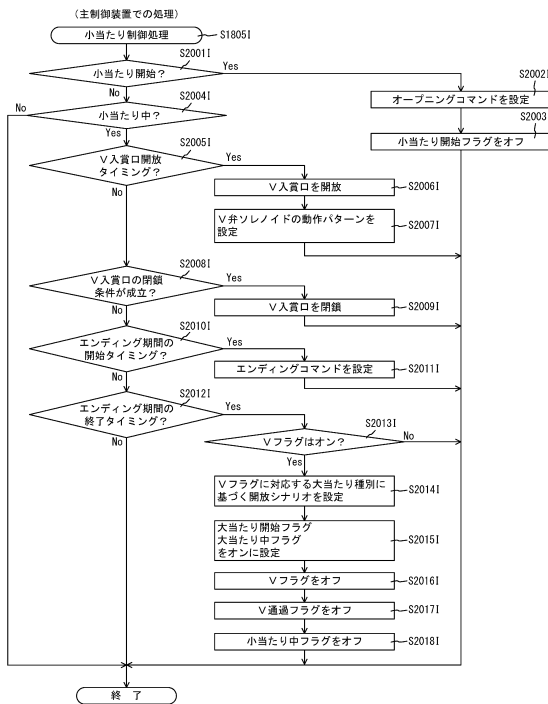 （主制御装置での処理）
小当たり制御処理
S1805I
S2001I
小当たり開始？
Yes
No
S2002I
オープニングコマンドを設定
S2003
小当たり開始フラグをオフ
S2004I
No
小当たり中？
Yes
S2005I
V入賞口開放
タイミング？
Yes
No
V入賞口を開放
S2006I
V弁ソレノイドの動作パターンを
設定
S2007I
S2008I
V入賞口の閉鎖
条件が成立？
Yes
No
V入賞口を閉鎖
S2009I
S2010I
エンディング期間の
開始タイミング？
Yes
No
エンディングコマンドを設定
S2011I
S2012I
エンディング期間の
終了タイミング？
Yes
No
S2013I
Vフラグはオン？
No
Yes
Vフラグに対応する大当たり種別に
基づく開放シナリオを設定
S2014I
大当たり開始フラグ
大当たり中フラグ
をオンに設定
S2015I
Vフラグをオフ
S2016I
V通過フラグをオフ
S2017I
小当たり中フラグをオフ
S2018I
終 了